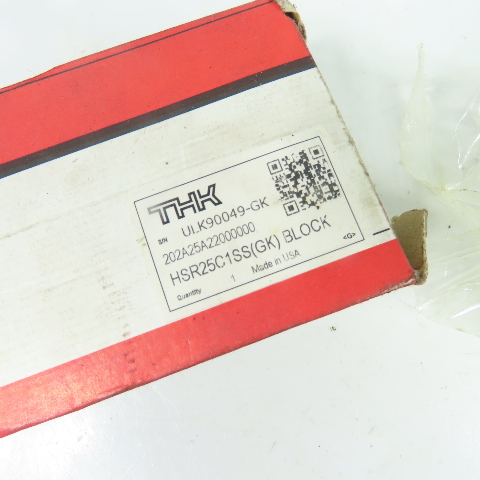 THK
S/N ULK90049-GK
202A25A22000000
HSR25C1SS(GK) BLOCK
Quantity 1 Made in USA <G>